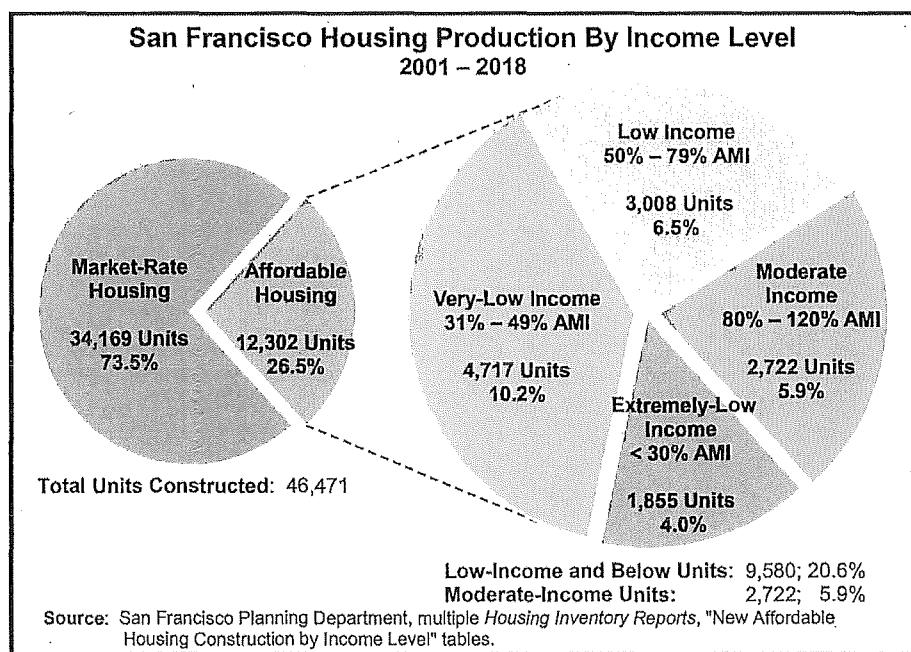 San Francisco Housing Production By Income Level
2001 – 2018
Market-Rate
Housing
34,169 Units
73.5%
Affordable
Housing
12,302 Units
26.5%
Total Units Constructed: 46,471
Low Income
50% – 79% AMI
3,008 Units
6.5%
Very-Low Income
31% – 49% AMI
4,717 Units
10.2%
Moderate
Income
80% – 120% AMI
2,722 Units
5.9%
Extremely-Low
Income
< 30% AMI
1,855 Units
4.0%
Low-Income and Below Units: 9,580; 20.6%
Moderate-Income Units: 2,722; 5.9%
Source: San Francisco Planning Department, multiple Housing Inventory Reports, "New Affordable
Housing Construction by Income Level" tables.